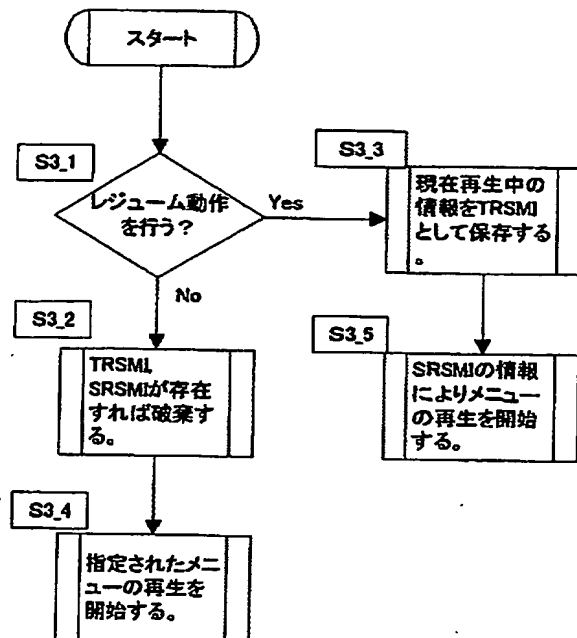 スタート
S3_1
レジューム動作
を行う?
Yes
No
S3_3
現在再生中の
情報をTRSMI
として保存する
。
S3_2
TRSMI,
SRSMIが存在
すれば破棄す
る。
S3_5
SRSMIの情報
によりメニュー
の再生を開始
する。
S3_4
指定されたメニ
ューの再生を
開始する。